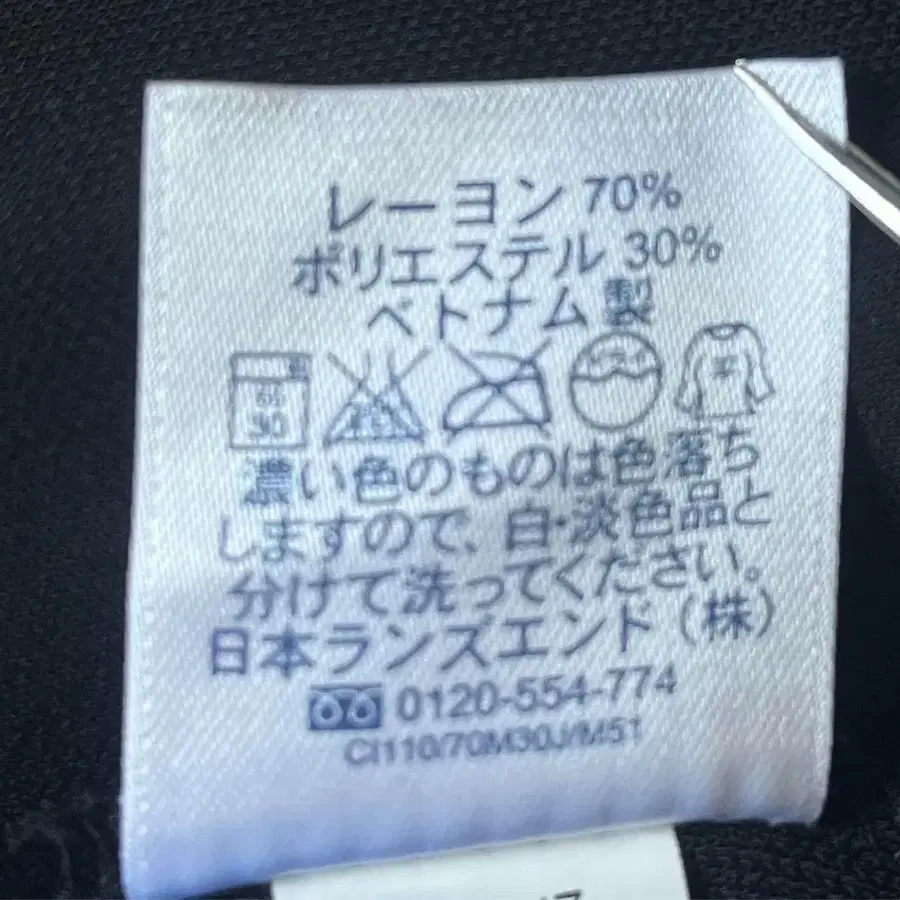 レーヨン 70%
ポリエステル 30%
ベトナム製
30
濃い色のものは色落ち
しますので、白・淡色品と
分けて洗ってください。
日本ランズエンド(株)
0120-554-774
CI110/70M30J/M51